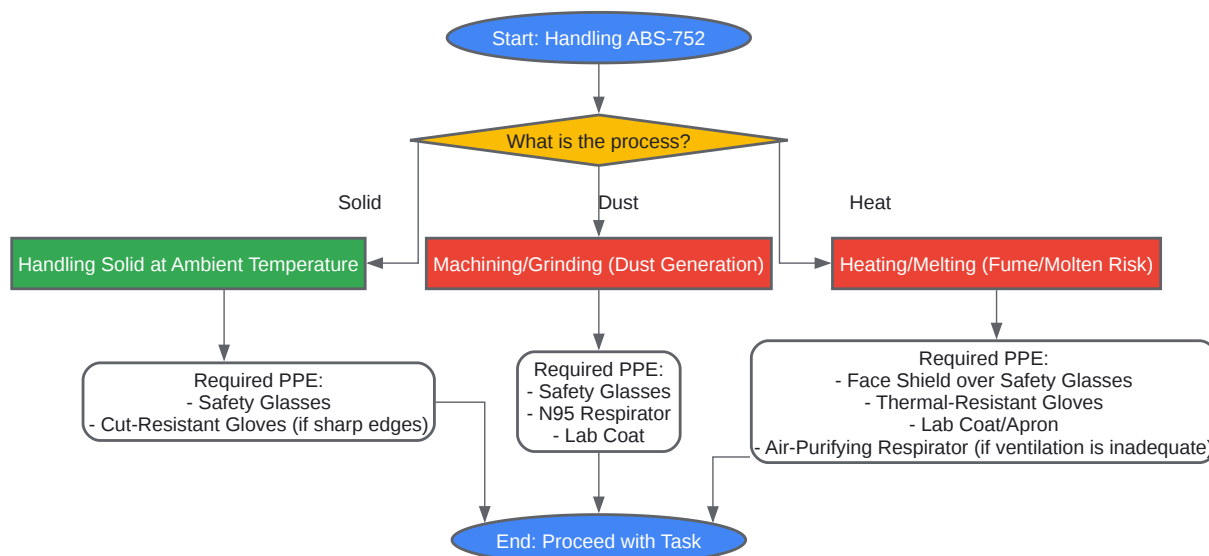 Start: Handling ABS-752
What is the process?
Solid
Dust
Heat
Handling Solid at Ambient Temperature
Machining/Grinding (Dust Generation)
Heating/Melting (Fume/Molten Risk)
Required PPE:
- Safety Glasses
- Cut-Resistant Gloves (if sharp edges)
Required PPE:
- Safety Glasses
- N95 Respirator
- Lab Coat
Required PPE:
- Face Shield over Safety Glasses
- Thermal-Resistant Gloves
- Lab Coat/Apron
- Air-Purifying Respirator (if ventilation is inadequate)
End: Proceed with Task